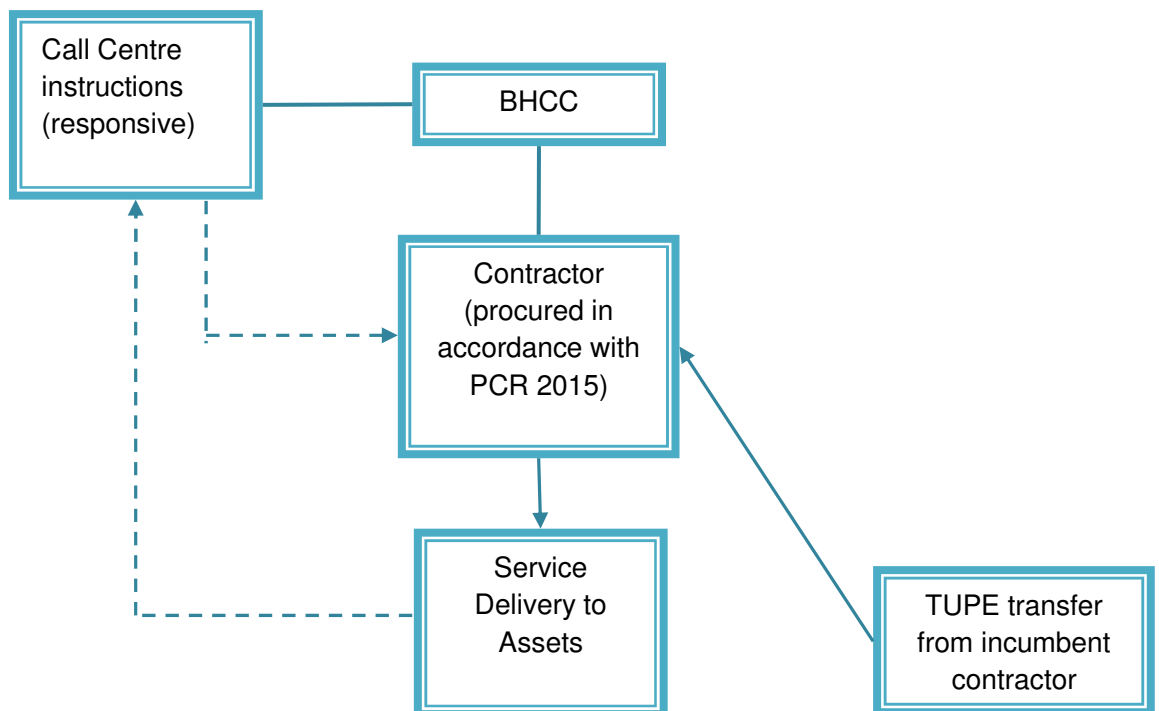 Call Centre
instructions
(responsive)
BHCC
Contractor
(procured in
accordance with
PCR 2015)
Service
Delivery to
Assets
TUPE transfer
from incumbent
contractor